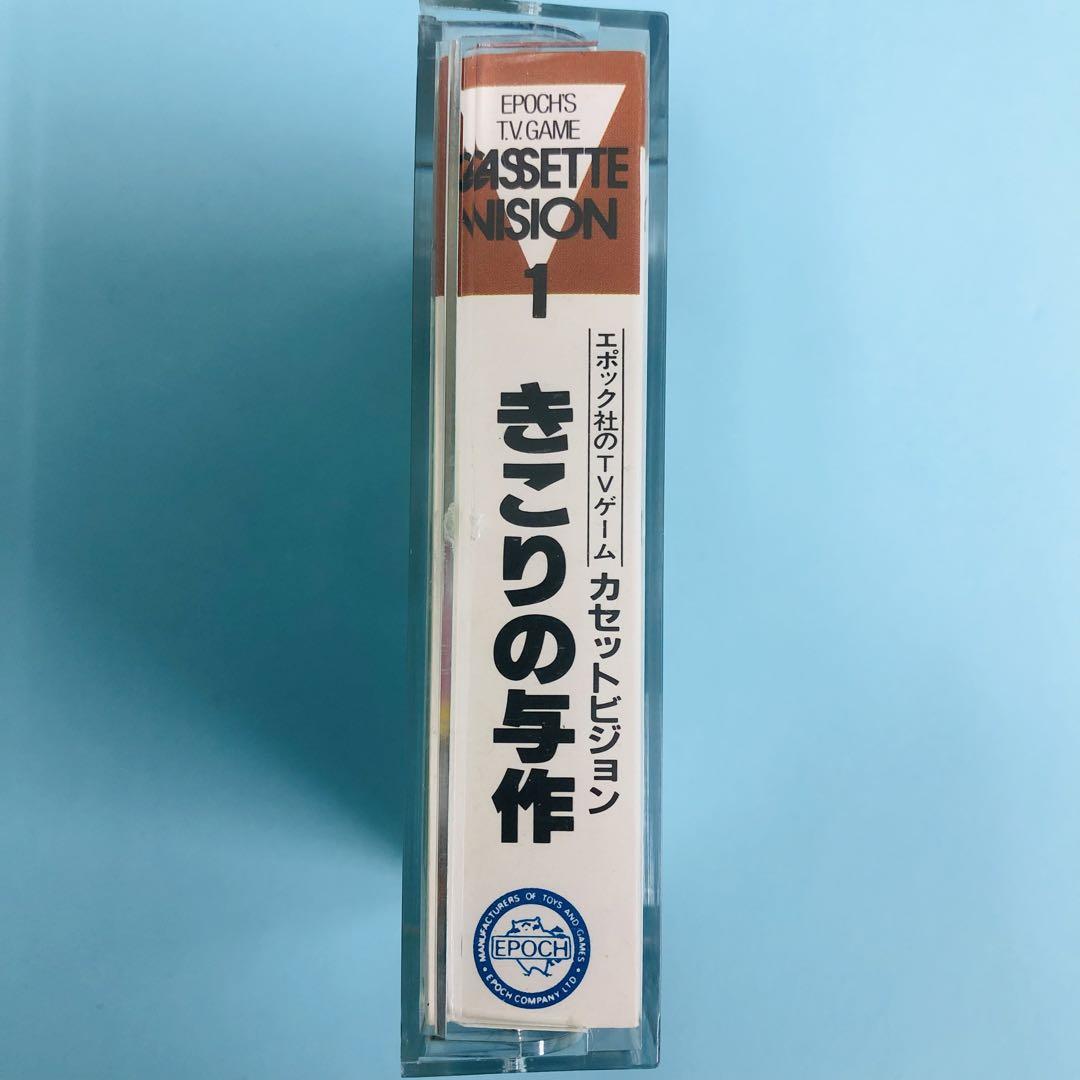 EPOCH'S
T.V. GAME
CASSETTE
VISION
1
エポック社のTVゲーム カセットビジョン
きこりの与作
MANUFACTURERS OF TOYS AND GAMES
EPOCH
• EPOCH COMPANY LTD •